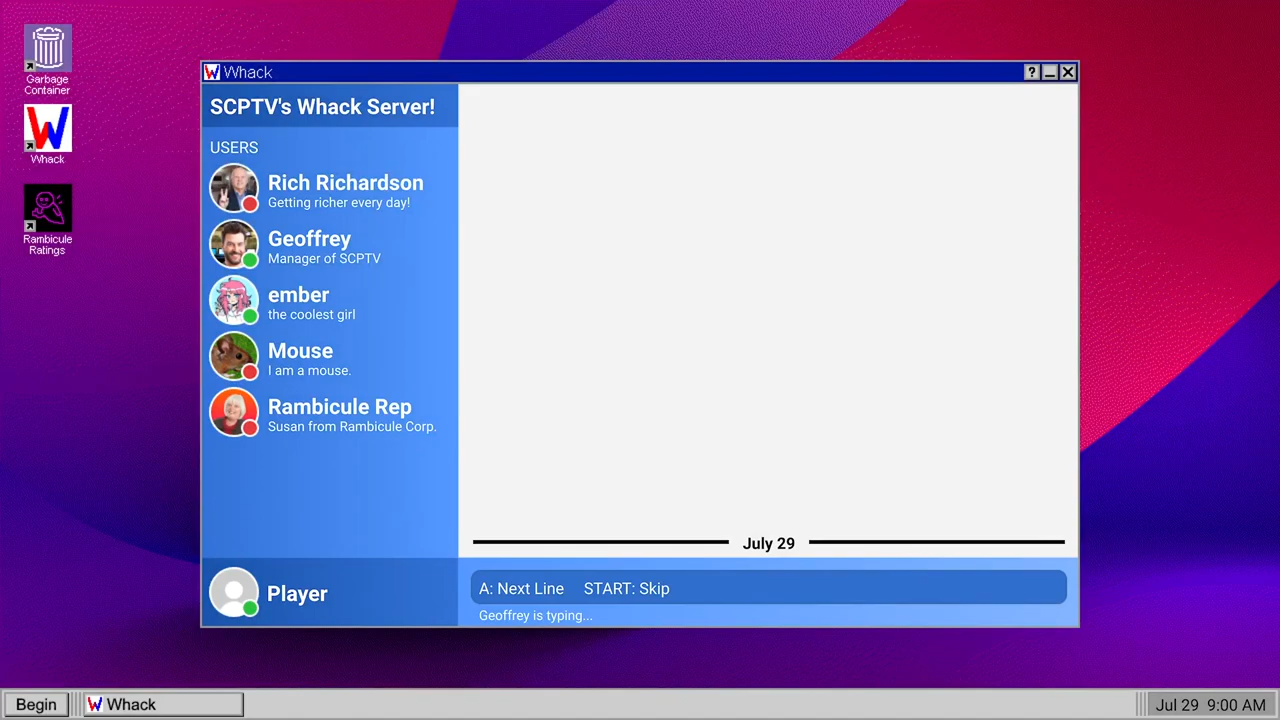 Garbage
Container
Whack
Rambicule
Ratings
Whack
SCPTV's Whack Server!
USERS
Rich Richardson
Getting richer every day!
Geoffrey
Manager of SCPTV
ember
the coolest girl
Mouse
I am a mouse.
Rambicule Rep
Susan from Rambicule Corp.
Player
July 29
A: Next Line START: Skip
Geoffrey is typing...
Begin
Whack
Jul 29 9:00 AM